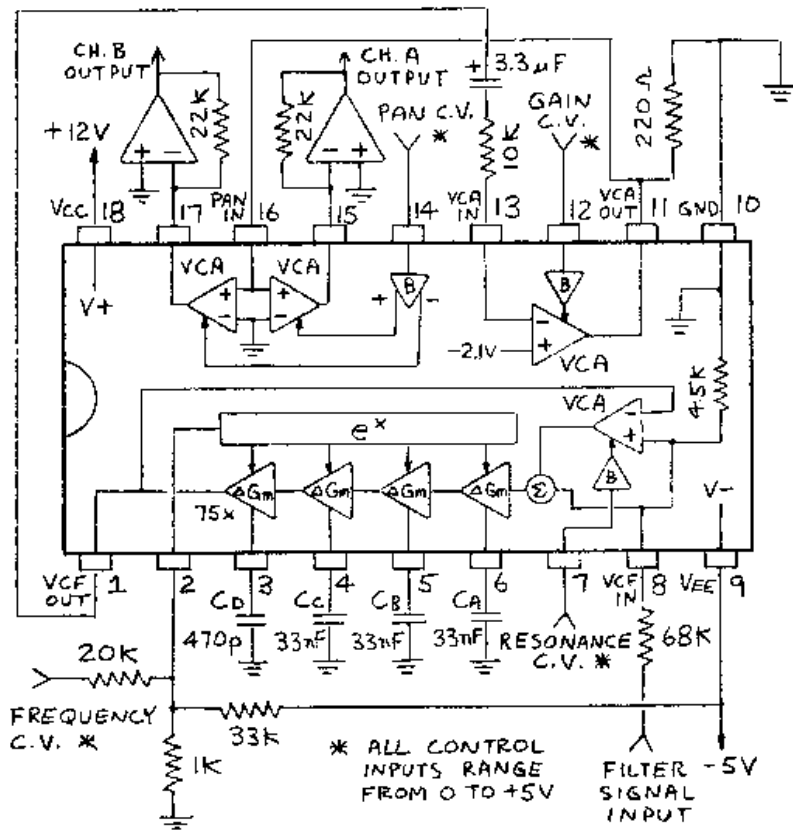 CH. B
OUTPUT
CH. A
OUTPUT
+ 3.3 µF
22K
22K
PAN C.V.
*
GAIN
C.V. *
10K
220 Ω
+12V
VCC 18
17
PAN
IN 16
15
14
VCA
IN 13
12
VCA
OUT 11
GND 10
V+
VCA
VCA
+
-
+
-
+
-
+
-
+
-
B
B
-2.1V
-
+
VCA
VCA
-
+
4.5K
B
e^x
ΔGm
ΔGm
ΔGm
ΔGm
Σ
75x
V-
VCF
OUT 1
2
3
4
5
6
7
VCF
IN 8
VEE 9
CD
470p
CC
33nF
CB
33nF
CA
33nF
RESONANCE
C.V. *
68K
20K
FREQUENCY
C.V. *
33K
1K
* ALL CONTROL
INPUTS RANGE
FROM 0 TO +5V
FILTER
SIGNAL
INPUT
-5V